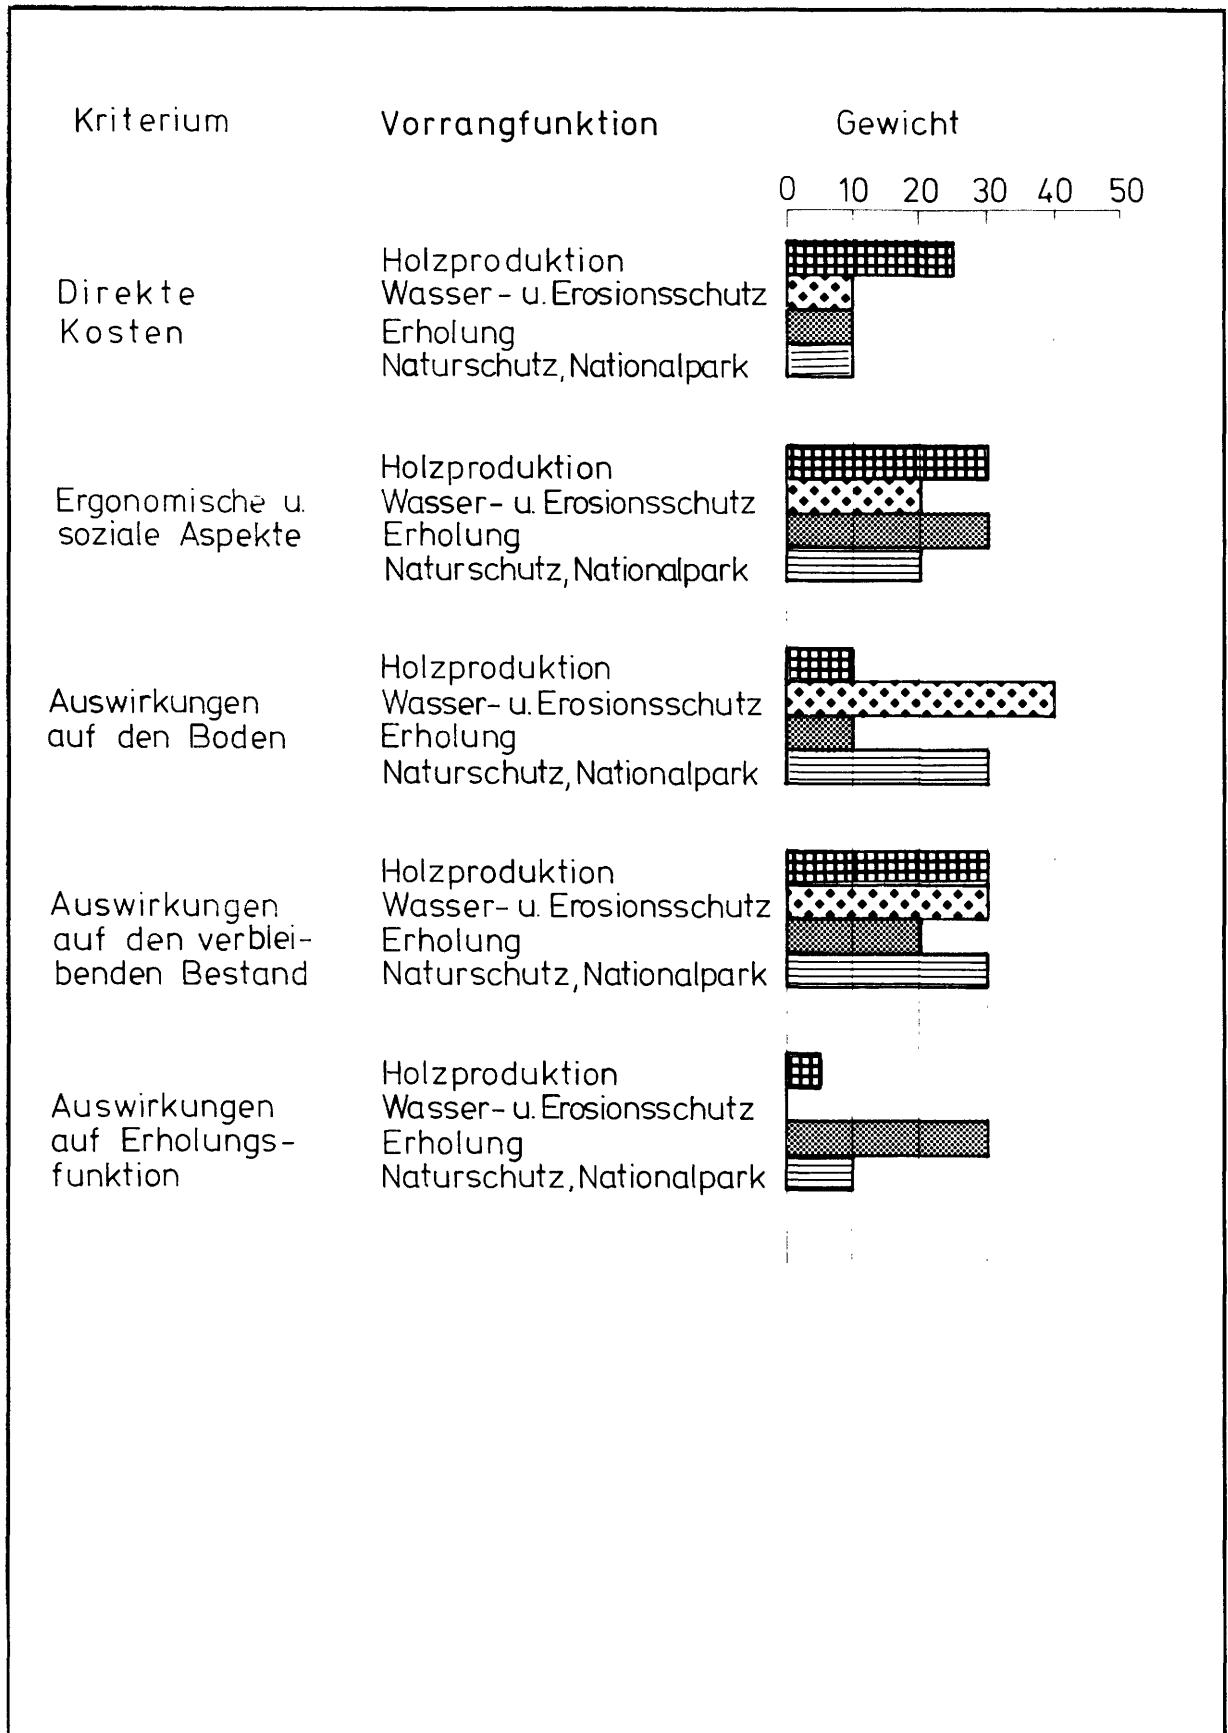 Kriterium Vorrangfunktion Gewicht
0 10 20 30 40 50
Direkte
Kosten
Holzproduktion
Wasser- u. Erosionsschutz
Erholung
Naturschutz, Nationalpark
Ergonomische u.
soziale Aspekte
Holzproduktion
Wasser- u. Erosionsschutz
Erholung
Naturschutz, Nationalpark
Auswirkungen
auf den Boden
Holzproduktion
Wasser- u. Erosionsschutz
Erholung
Naturschutz, Nationalpark
Auswirkungen
auf den verblei-
benden Bestand
Holzproduktion
Wasser- u. Erosionsschutz
Erholung
Naturschutz, Nationalpark
Auswirkungen
auf Erholungs-
funktion
Holzproduktion
Wasser- u. Erosionsschutz
Erholung
Naturschutz, Nationalpark